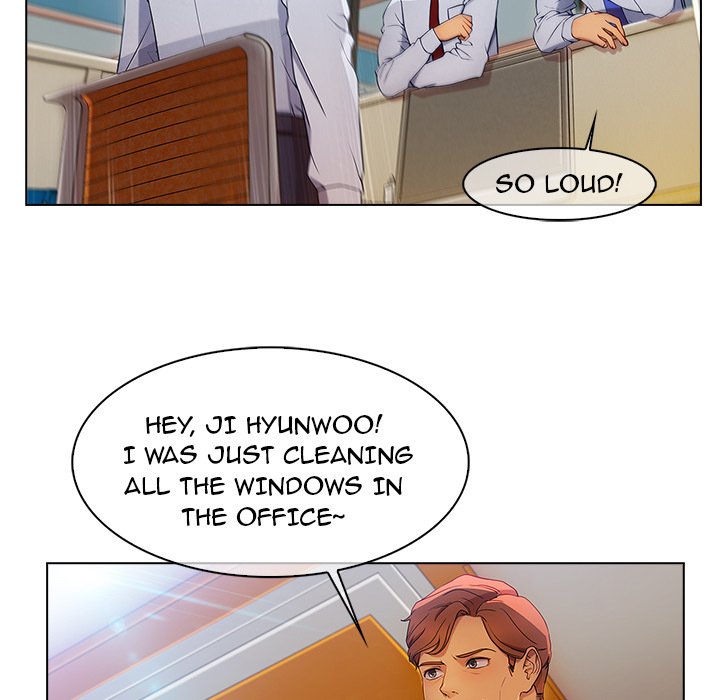 SO LOUD!
HEY, JI HYUNWOO!
I WAS JUST CLEANING
ALL THE WINDOWS IN
THE OFFICE~